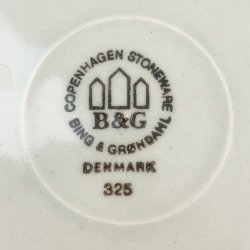 COPENHAGEN STONEWARE
B&G
BING & GRØNDAHL
DENMARK
325